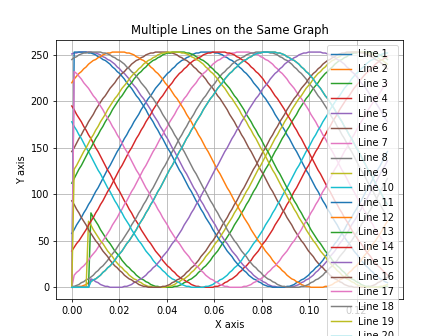 Multiple Lines on the Same Graph
250
200
150
100
50
0
Y axis
0.00
0.02
0.04
0.06
0.08
0.10
X axis
Line 1
Line 2
Line 3
Line 4
Line 5
Line 6
Line 7
Line 8
Line 9
Line 10
Line 11
Line 12
Line 13
Line 14
Line 15
Line 16
Line 17
Line 18
Line 19
Line 20